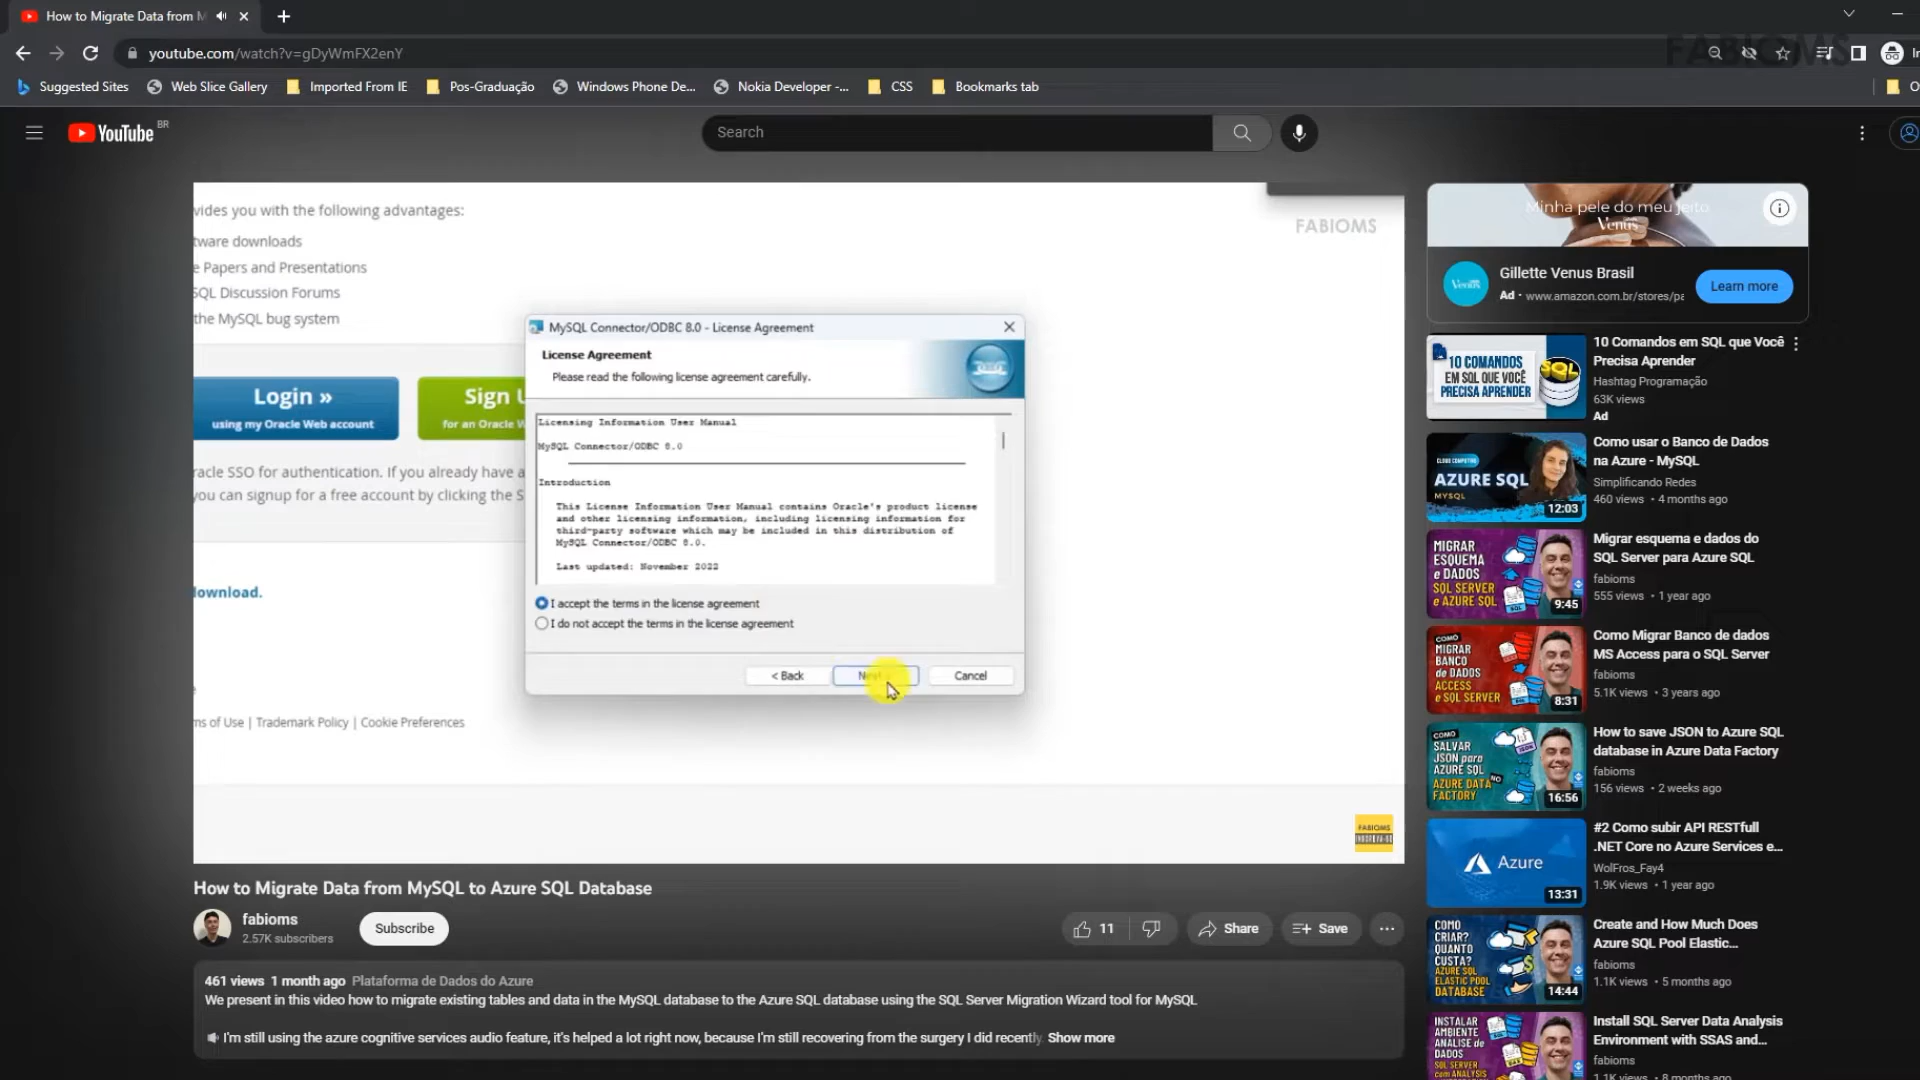 How to Migrate Data from M
youtube.com/watch?v=gDyWmFX2enY
FABIOMS
Suggested Sites
Web Slice Gallery
Imported From IE
Pos-Graduação
Windows Phone De...
Nokia Developer -...
CSS
Bookmarks tab
YouTube BR
Search
vides you with the following advantages:
tware downloads
e Papers and Presentations
SQL Discussion Forums
the MySQL bug system
Login »
using my Oracle Web account
Sign U
for an Oracle W
racle SSO for authentication. If you already have a
you can signup for a free account by clicking the S
ownload.
ms of Use | Trademark Policy | Cookie Preferences
FABIOMS
MySQL Connector/ODBC 8.0 - License Agreement
License Agreement
Please read the following license agreement carefully.
Licensing Information User Manual
MySQL Connector/ODBC 8.0
Introduction
This License Information User Manual contains Oracle's product license
and other licensing information, including licensing information for
third-party software which may be included in this distribution of
MySQL Connector/ODBC 8.0.
Last updated: November 2022
I accept the terms in the license agreement
I do not accept the terms in the license agreement
< Back
Next >
Cancel
FABIOMS
INSCREVA-SE
How to Migrate Data from MySQL to Azure SQL Database
fabioms
2.57K subscribers
Subscribe
11
Share
Save
461 views 1 month ago Plataforma de Dados do Azure
We present in this video how to migrate existing tables and data in the MySQL database to the Azure SQL database using the SQL Server Migration Wizard tool for MySQL
I'm still using the azure cognitive services audio feature, it's helped a lot right now, because I'm still recovering from the surgery I did recently. Show more
Minha pele do meu jeito
Venus
Venus
Gillette Venus Brasil
Ad · www.amazon.com.br/stores/pa
Learn more
10 COMANDOS
EM SQL QUE VOCÊ
PRECISA APRENDER
SQL
10 Comandos em SQL que Você
Precisa Aprender
Hashtag Programação
63K views
Ad
CLOUD COMPUTING
AZURE SQL
MYSQL
12:03
Como usar o Banco de Dados
na Azure - MySQL
Simplificando Redes
460 views • 4 months ago
MIGRAR
ESQUEMA
e DADOS
SQL SERVER
e AZURE SQL
9:45
Migrar esquema e dados do
SQL Server para Azure SQL
fabioms
555 views • 1 year ago
COMO
MIGRAR
BANCO
de DADOS
ACCESS
e SQL SERVER
8:31
Como Migrar Banco de dados
MS Access para o SQL Server
fabioms
5.1K views • 3 years ago
COMO
SALVAR
JSON para
AZURE SQL
NO
AZURE DATA
FACTORY
16:56
How to save JSON to Azure SQL
database in Azure Data Factory
fabioms
156 views • 2 weeks ago
Azure
13:31
#2 Como subir API RESTfull
.NET Core no Azure Services e...
WolFros_Fay4
1.9K views • 1 year ago
COMO
CRIAR?
QUANTO
CUSTA?
AZURE SQL
ELASTIC POOL
DATABASE
14:44
Create and How Much Does
Azure SQL Pool Elastic...
fabioms
1.1K views • 5 months ago
INSTALAR
AMBIENTE
ANALISE de
DADOS
Install SQL Server Data Analysis
Environment with SSAS and...
fabioms
1.1K views • 8 months ago